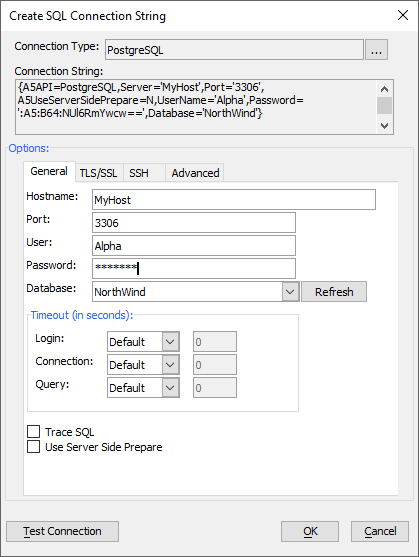 Create SQL Connection String
Connection Type: PostgreSQL ...
Connection String:
{A5API=PostgreSQL,Server='MyHost',Port='3306',
A5UseServerSidePrepare=N,UserName='Alpha',Password=
':A5:B64:NUl6RmYwcw==',Database='NorthWind'}
Options:
General TLS/SSL SSH Advanced
Hostname: MyHost
Port: 3306
User: Alpha
Password: *******
Database: NorthWind Refresh
Timeout (in seconds):
Login: Default 0
Connection: Default 0
Query: Default 0
Trace SQL
Use Server Side Prepare
Test Connection OK Cancel